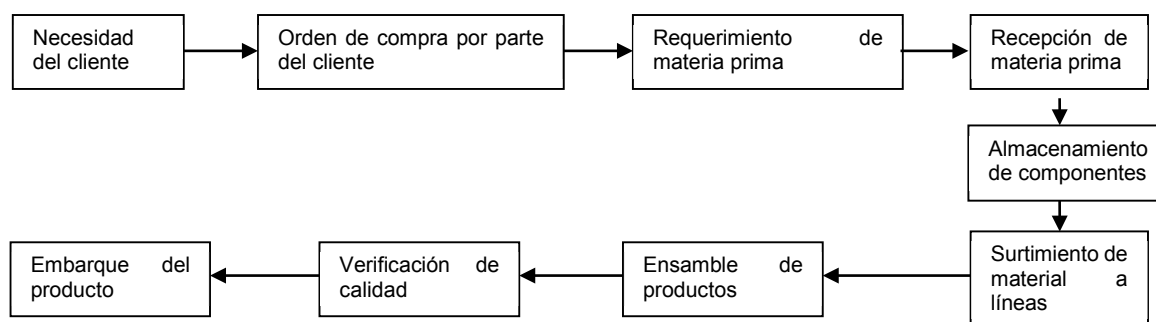 Necesidad
del cliente
Orden de compra por parte
del cliente
Requerimiento de
materia prima
Recepción de
materia prima
Almacenamiento
de componentes
Surtimiento de
material a
líneas
Ensamble de
productos
Verificación de
calidad
Embarque del
producto